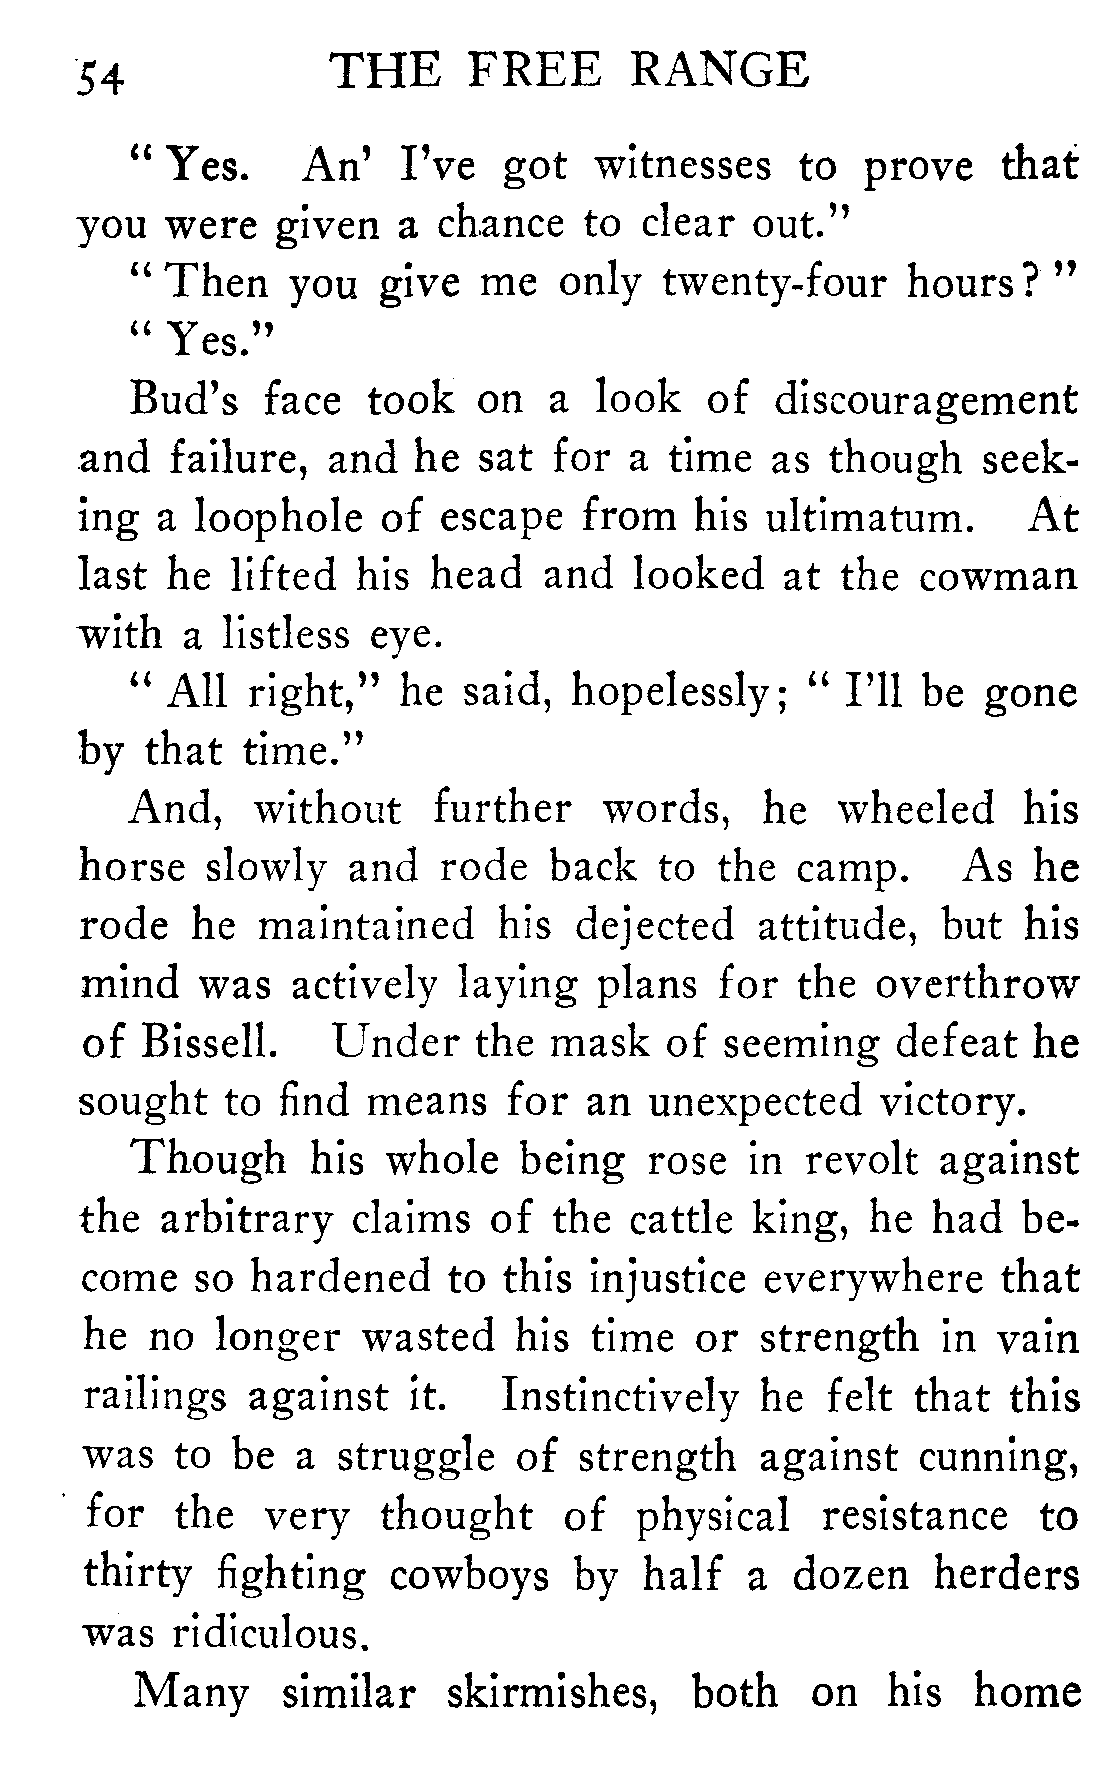 54 THE FREE RANGE
“ Yes. An’ I’ve got witnesses to prove that
you were given a chance to clear out.”
“ Then you give me only twenty-four hours? ”
“ Yes.”
Bud’s face took on a look of discouragement
and failure, and he sat for a time as though seek-
ing a loophole of escape from his ultimatum. At
last he lifted his head and looked at the cowman
with a listless eye.
“ All right,” he said, hopelessly; “ I’ll be gone
by that time.”
And, without further words, he wheeled his
horse slowly and rode back to the camp. As he
rode he maintained his dejected attitude, but his
mind was actively laying plans for the overthrow
of Bissell. Under the mask of seeming defeat he
sought to find means for an unexpected victory.
Though his whole being rose in revolt against
the arbitrary claims of the cattle king, he had be-
come so hardened to this injustice everywhere that
he no longer wasted his time or strength in vain
railings against it. Instinctively he felt that this
was to be a struggle of strength against cunning,
for the very thought of physical resistance to
thirty fighting cowboys by half a dozen herders
was ridiculous.
Many similar skirmishes, both on his home